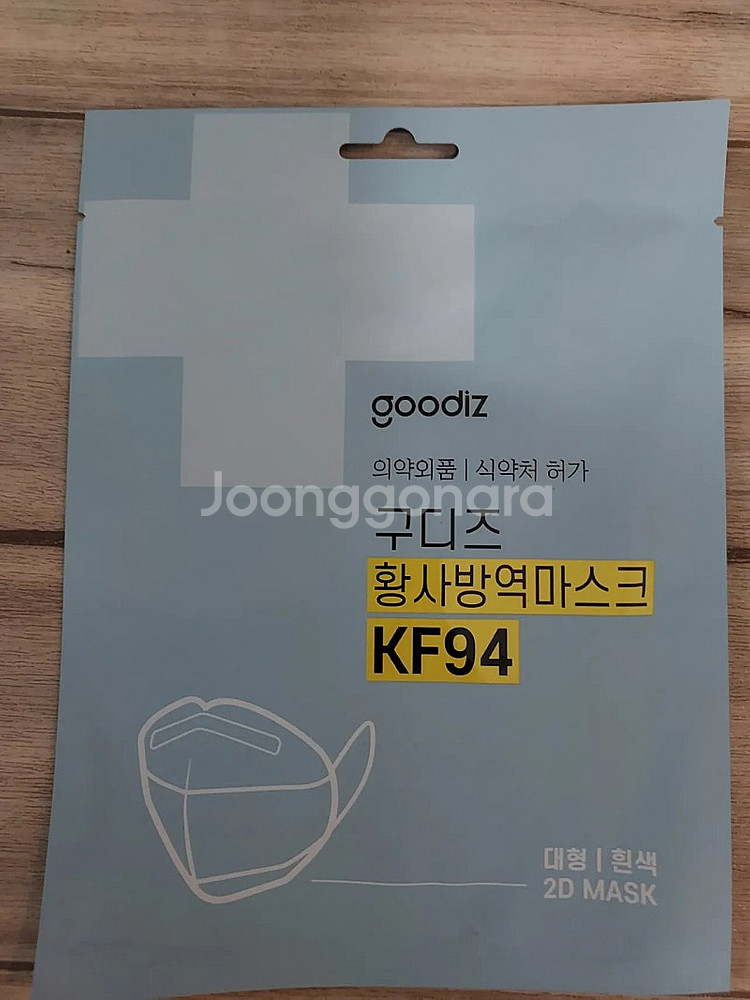 goodiz
의약외품 | 식약처 허가
Joonggonara
구디즈
황사방역마스크
KF94
대형 | 흰색
2D MASK